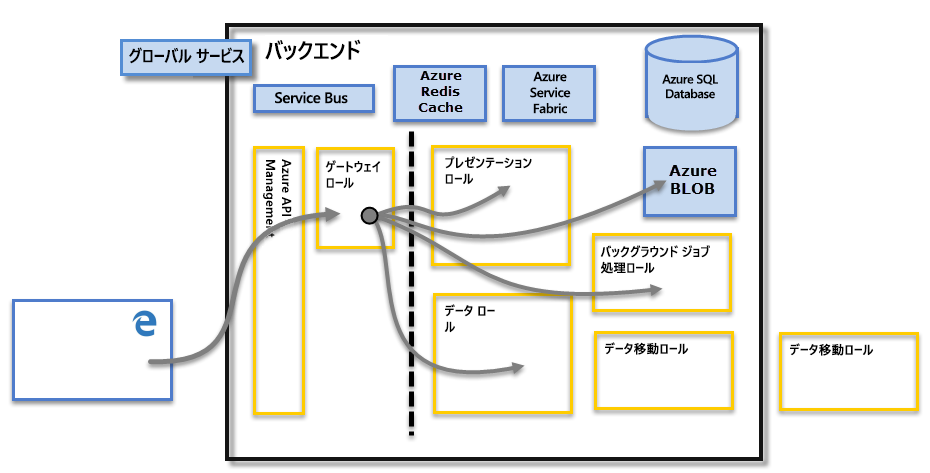 グローバル サービス
バックエンド
Service Bus
Azure
Redis
Cache
Azure
Service
Fabric
Azure SQL
Database
Azure API
Management
ゲートウェイ
ロール
プレゼンテーション
ロール
Azure
BLOB
バックグラウンド ジョブ
処理ロール
データ ロー
ル
データ移動ロール
データ移動ロール